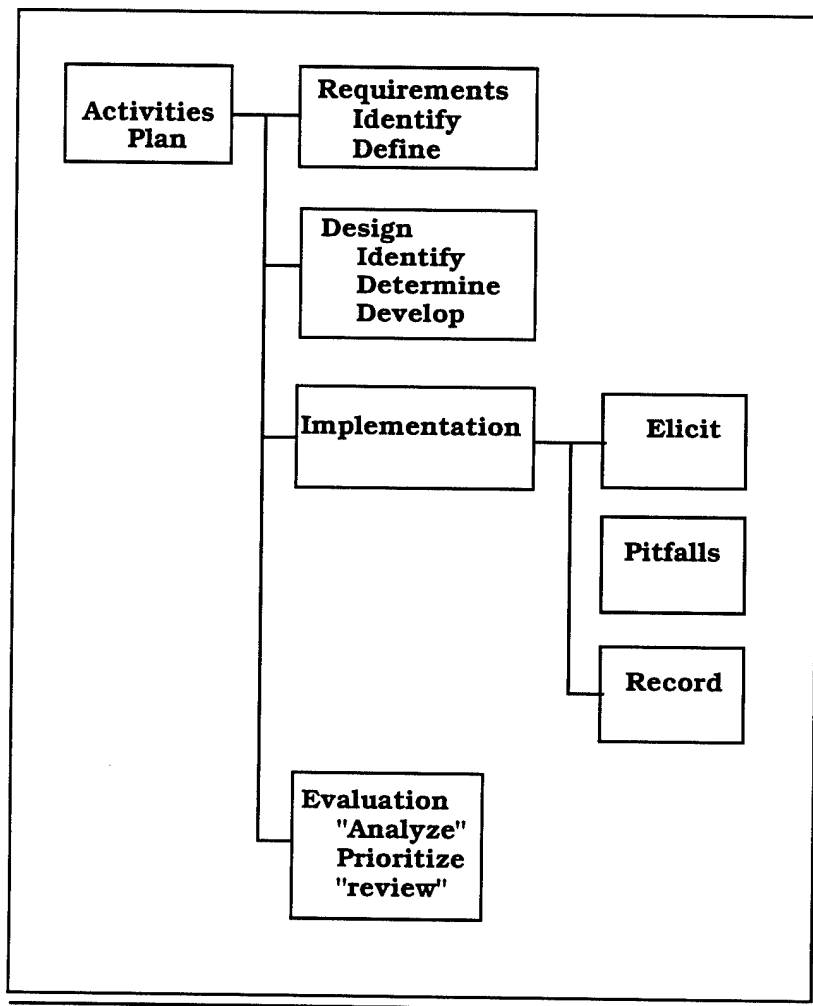 Activities
Plan
Requirements
Identify
Define
Design
Identify
Determine
Develop
Implementation
Elicit
Pitfalls
Record
Evaluation
"Analyze"
Prioritize
"review"